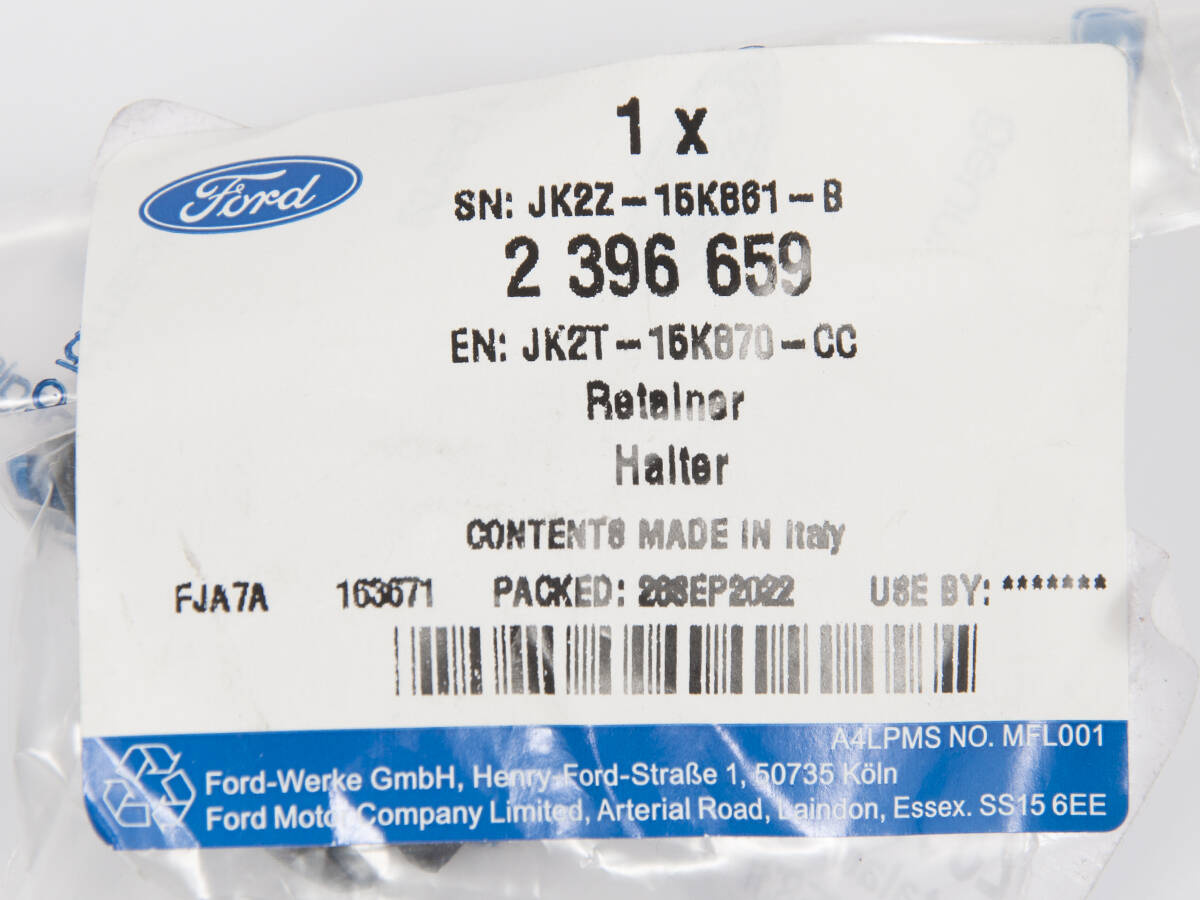 1 x
Ford
SN: JK2Z-15K861-B
2 396 659
EN: JK2T-15K870-CC
Retainer
Halter
CONTENTS MADE IN Italy
FJA7A 163671 PACKED: 26SEP2022 USE BY: *******
A4LPMS NO. MFL001
Ford-Werke GmbH, Henry-Ford-Straße 1, 50735 Köln
Ford Motor Company Limited, Arterial Road, Laindon, Essex. SS15 6EE